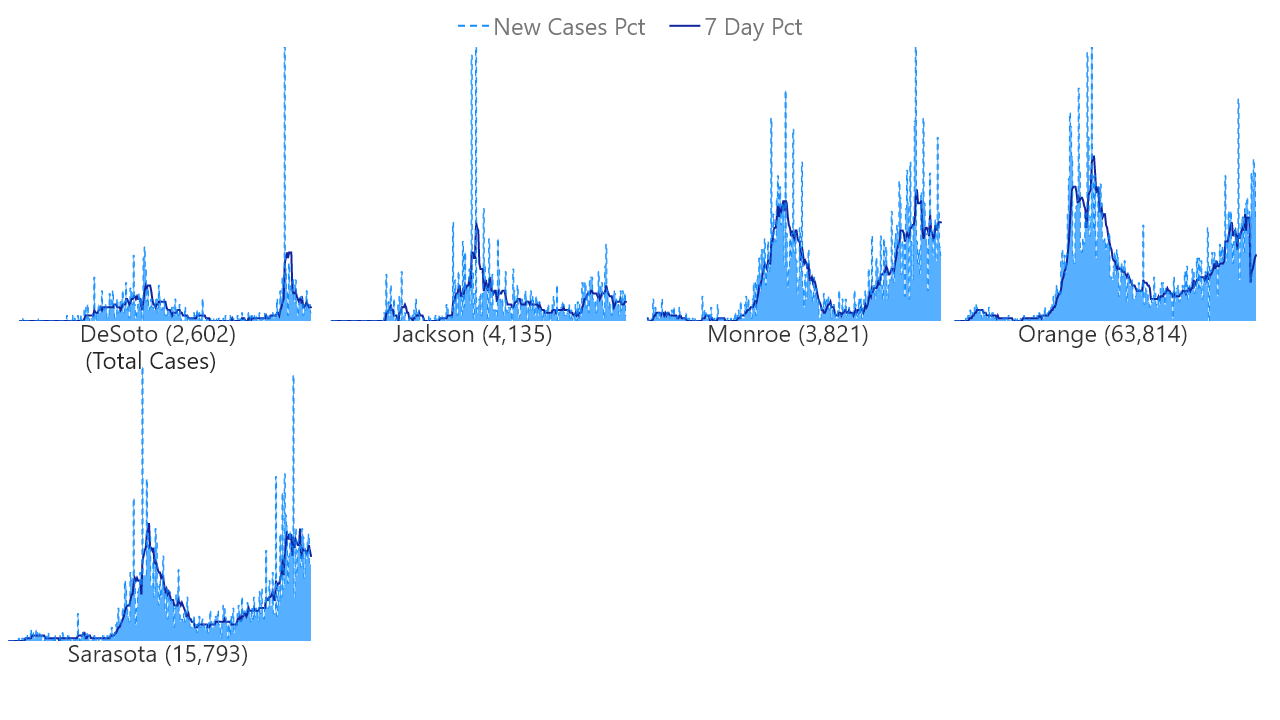 New Cases Pct 7 Day Pct
DeSoto (2,602) Jackson (4,135) Monroe (3,821) Orange (63,814)
(Total Cases)
Sarasota (15,793)